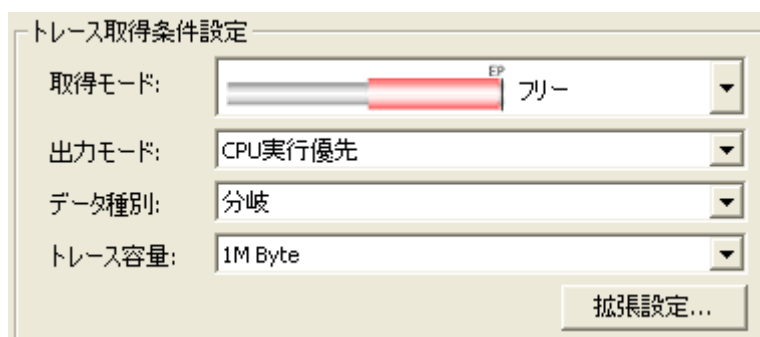 トレース取得条件設定
取得モード: EP フリー
出力モード: CPU実行優先
データ種別: 分岐
トレース容量: 1M Byte
拡張設定...